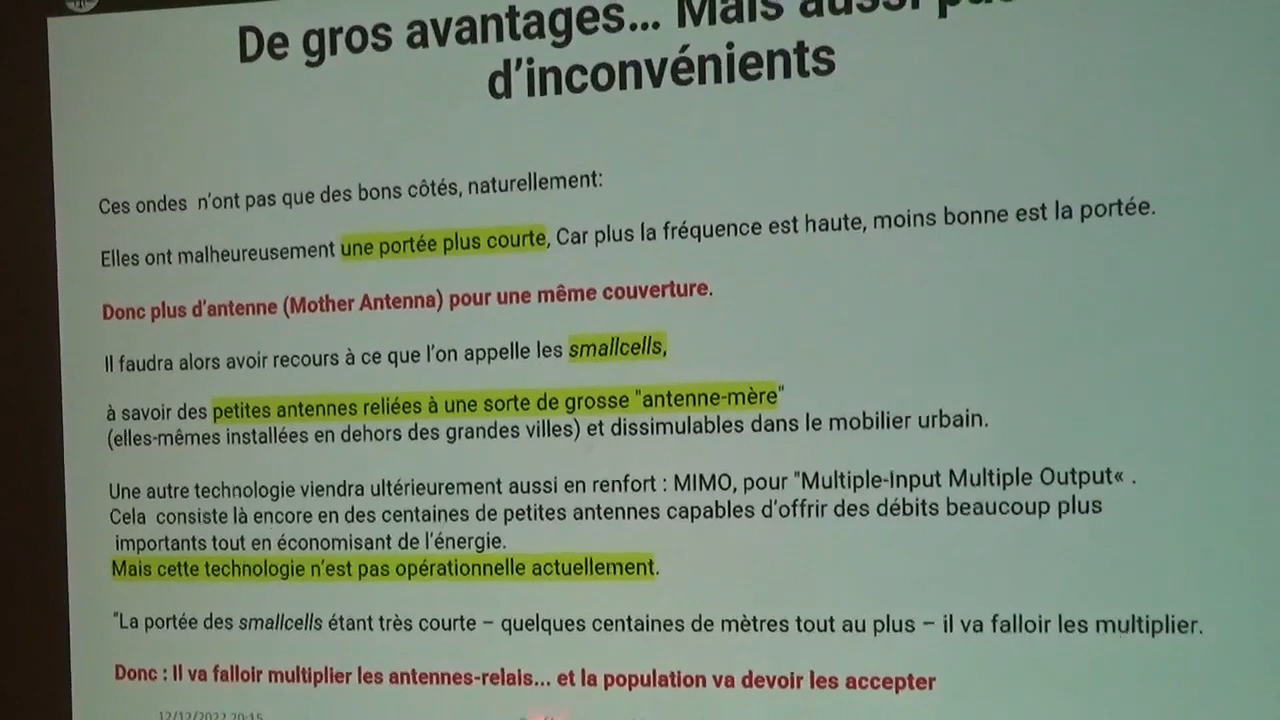 De gros avantages... Mais aussi
d'inconvénients
Ces ondes n'ont pas que des bons côtés, naturellement:
Elles ont malheureusement une portée plus courte, Car plus la fréquence est haute, moins bonne est la portée.
Donc plus d'antenne (Mother Antenna) pour une même couverture.
Il faudra alors avoir recours à ce que l'on appelle les smallcells,
à savoir des petites antennes reliées à une sorte de grosse "antenne-mère"
(elles-mêmes installées en dehors des grandes villes) et dissimulables dans le mobilier urbain.
Une autre technologie viendra ultérieurement aussi en renfort : MIMO, pour "Multiple-Input Multiple Output« .
Cela consiste là encore en des centaines de petites antennes capables d'offrir des débits beaucoup plus
importants tout en économisant de l'énergie.
Mais cette technologie n'est pas opérationnelle actuellement.
"La portée des smallcells étant très courte – quelques centaines de mètres tout au plus – il va falloir les multiplier.
Donc : Il va falloir multiplier les antennes-relais... et la population va devoir les accepter
12/12/2022 20:15